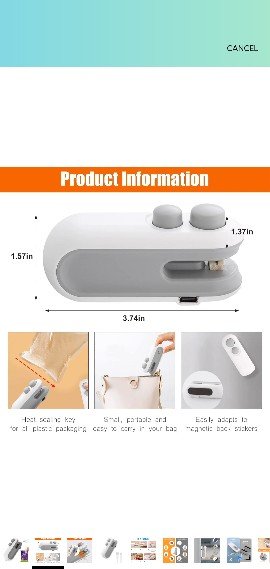 CANCEL
Product Information
1.37in
1.57in
3.74in
Heat sealing key
for all plastic packaging
Small, portable and
easy to carry in your bag
Easily adapts to
magnetic back stickers